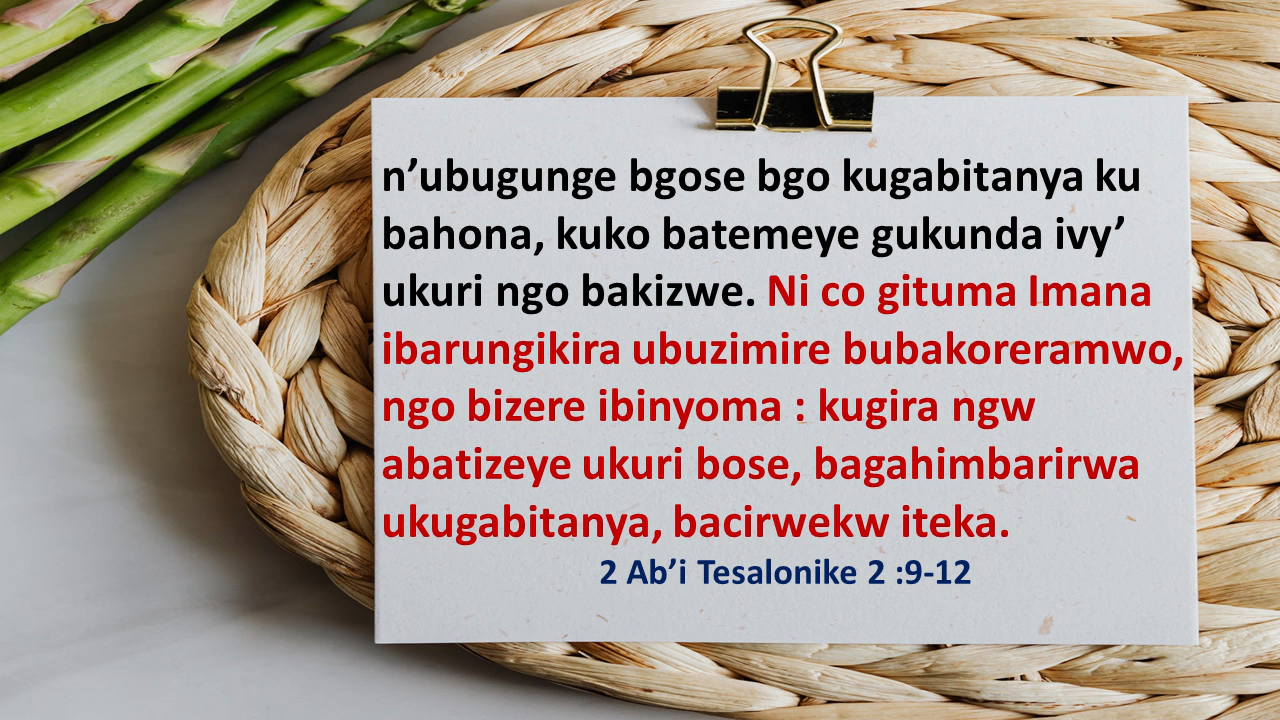 n’ubugunge bgose bgo kugabitanya ku
bahona, kuko batemeye gukunda ivy’
ukuri ngo bakizwe. Ni co gituma Imana
ibarungikira ubuzimire bubakoreramwo,
ngo bizere ibinyoma : kugira ngw
abatizeye ukuri bose, bagahimbarirwa
ukugabitanya, bacirwekw iteka.
2 Ab’i Tesalonike 2 :9-12